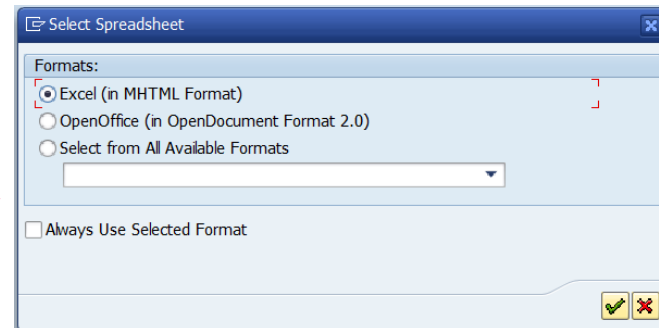 Select Spreadsheet
Formats:
Excel (in MHTML Format)
OpenOffice (in OpenDocument Format 2.0)
Select from All Available Formats
Always Use Selected Format